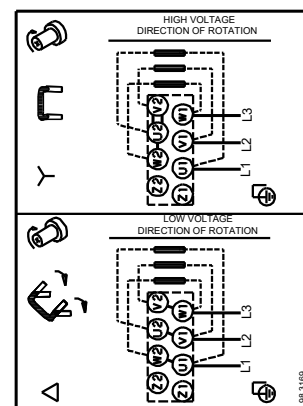 HIGH VOLTAGE
DIRECTION OF ROTATION
V2 W1 L3
U2 V1 L2
W2 U1 L1
Z2 Z1
LOW VOLTAGE
DIRECTION OF ROTATION
V2 W1 L3
U2 V1 L2
W2 U1 L1
Z2 Z1
96 3169